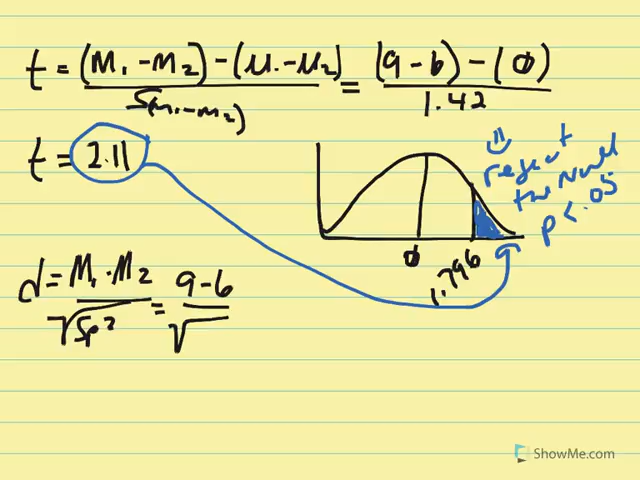 t = (M₁ - M₂) - (μ₁ - μ₂) / S(M₁ - M₂) = (9 - 6) - (0) / 1.42
t = 2.11
reject
the Null
p < .05
0
1.796
d = M₁ - M₂ / √Sp² = 9 - 6 / √
ShowMe.com